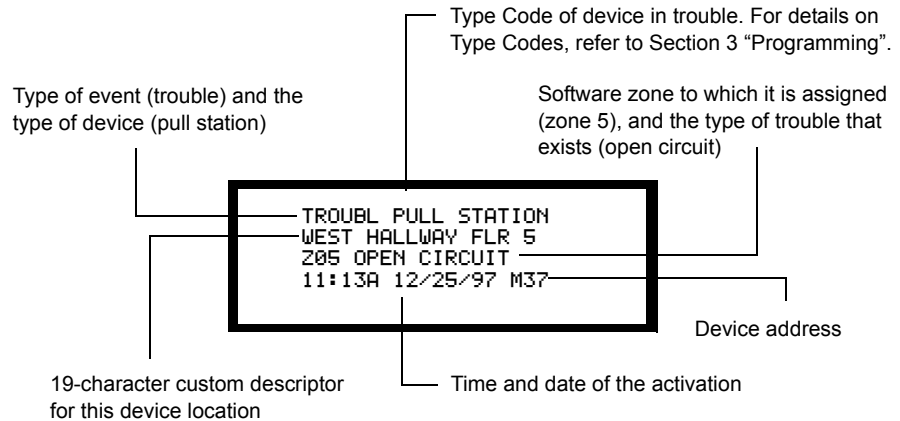 Type Code of device in trouble. For details on
Type Codes, refer to Section 3 “Programming”.
Type of event (trouble) and the
type of device (pull station)
Software zone to which it is assigned
(zone 5), and the type of trouble that
exists (open circuit)
TROUBL PULL STATION
WEST HALLWAY FLR 5
Z05 OPEN CIRCUIT
11:13A 12/25/97 M37
Device address
19-character custom descriptor
for this device location
Time and date of the activation